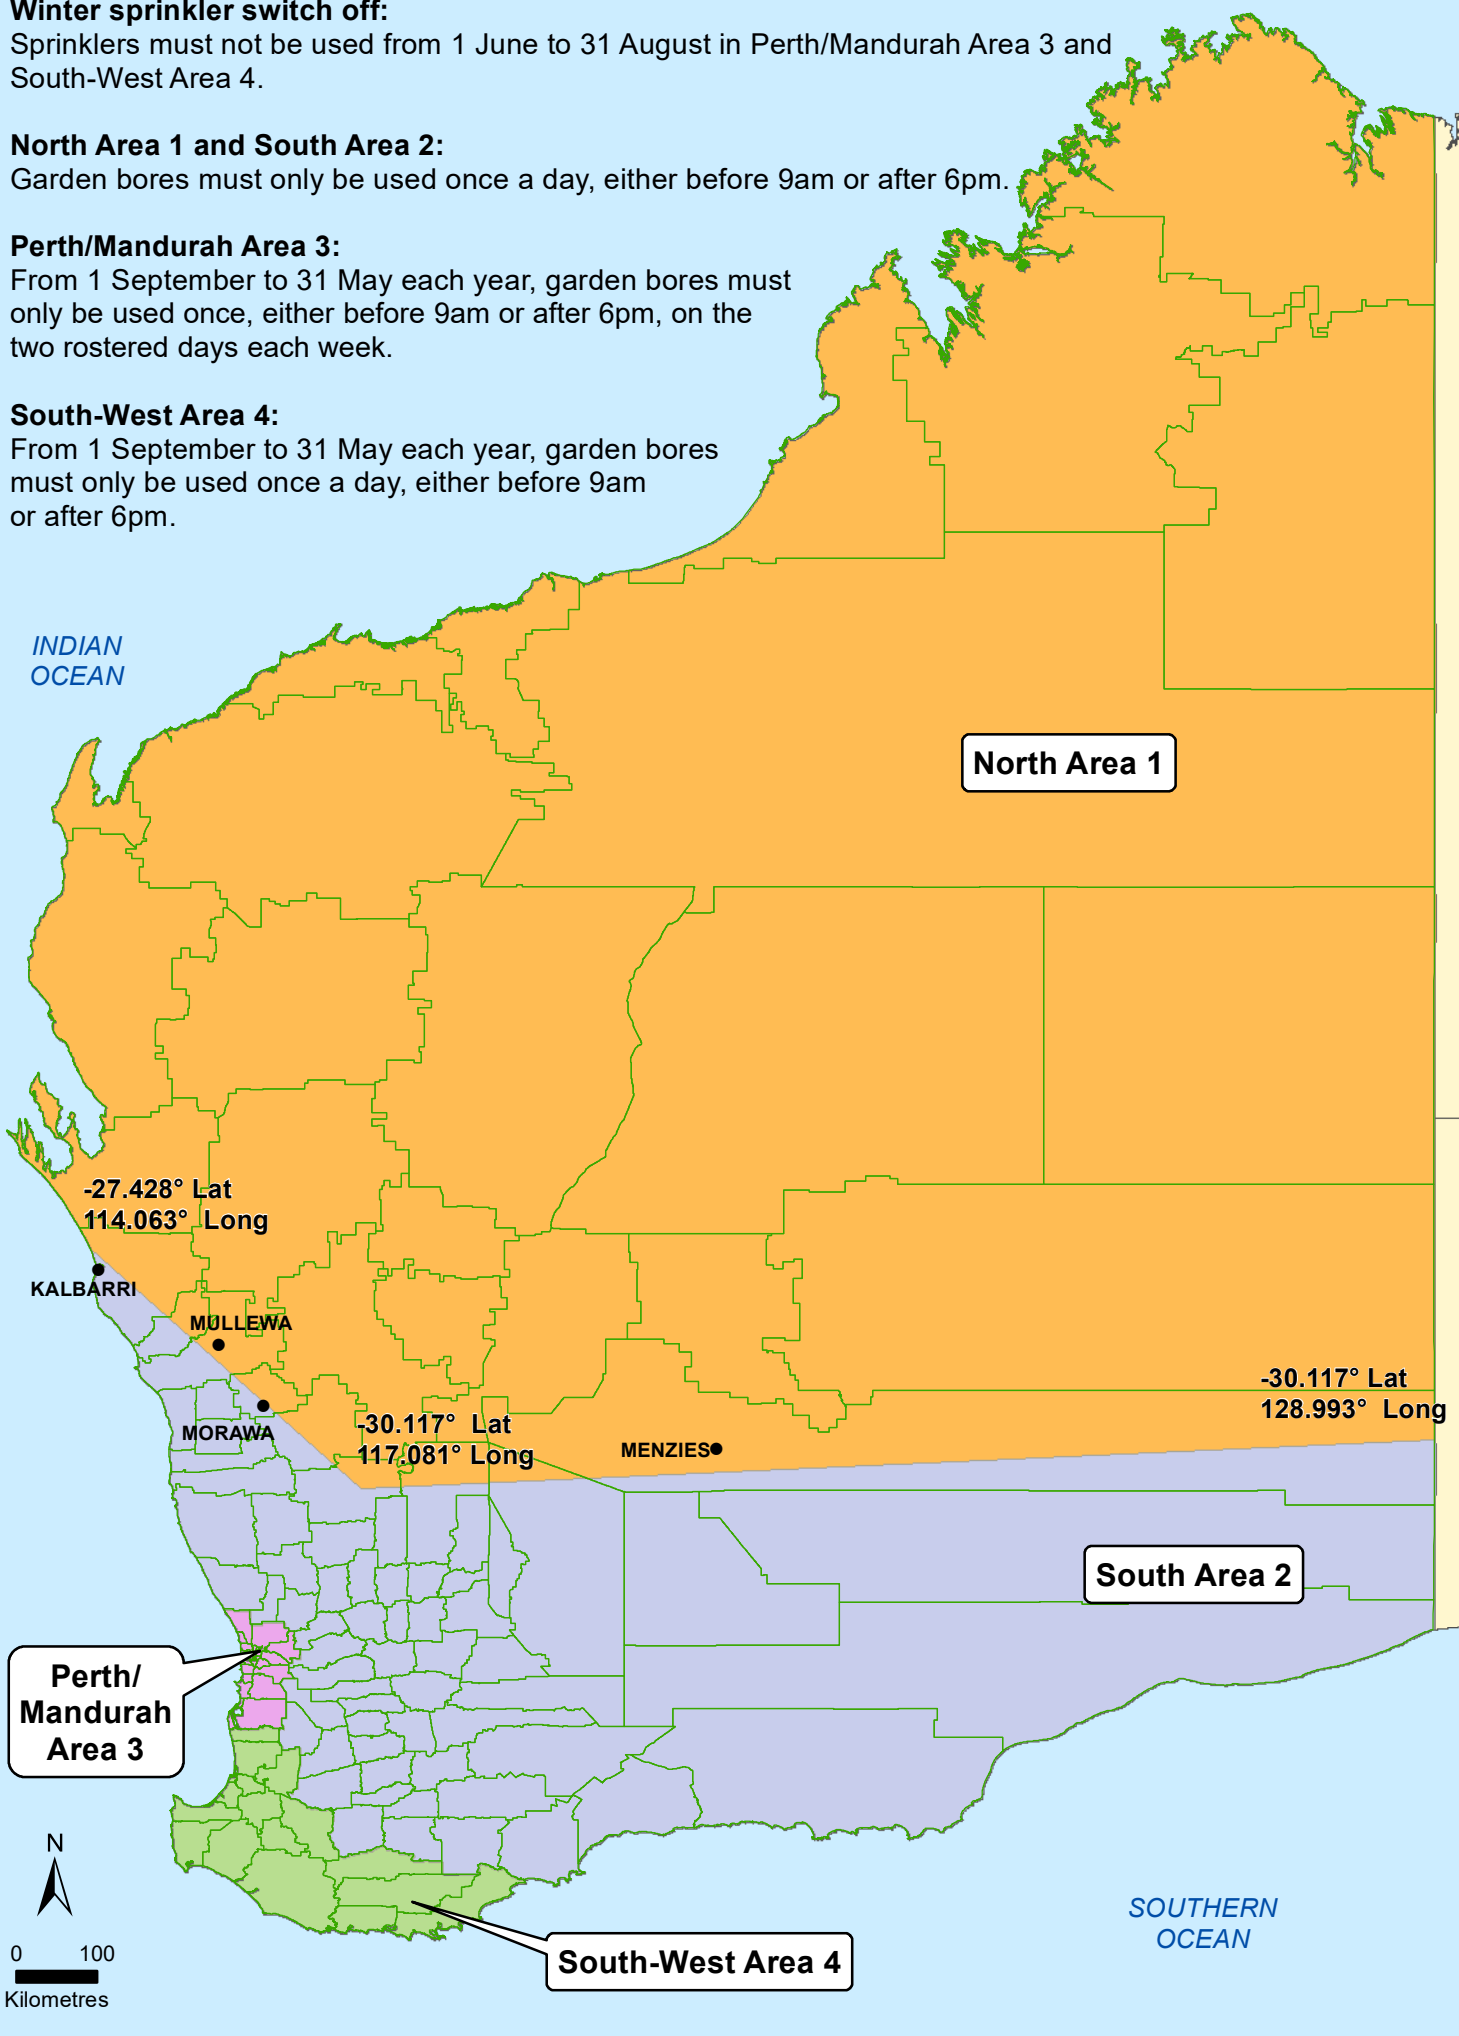 Winter sprinkler switch off:
Sprinklers must not be used from 1 June to 31 August in Perth/Mandurah Area 3 and
South-West Area 4.
North Area 1 and South Area 2:
Garden bores must only be used once a day, either before 9am or after 6pm.
Perth/Mandurah Area 3:
From 1 September to 31 May each year, garden bores must
only be used once, either before 9am or after 6pm, on the
two rostered days each week.
South-West Area 4:
From 1 September to 31 May each year, garden bores
must only be used once a day, either before 9am
or after 6pm.
INDIAN
OCEAN
North Area 1
-27.428° Lat
114.063° Long
KALBARRI
MULLEWA
MORAWA
-30.117° Lat
117.081° Long
MENZIES
-30.117° Lat
128.993° Long
South Area 2
Perth/
Mandurah
Area 3
N
0 100
Kilometres
South-West Area 4
SOUTHERN
OCEAN